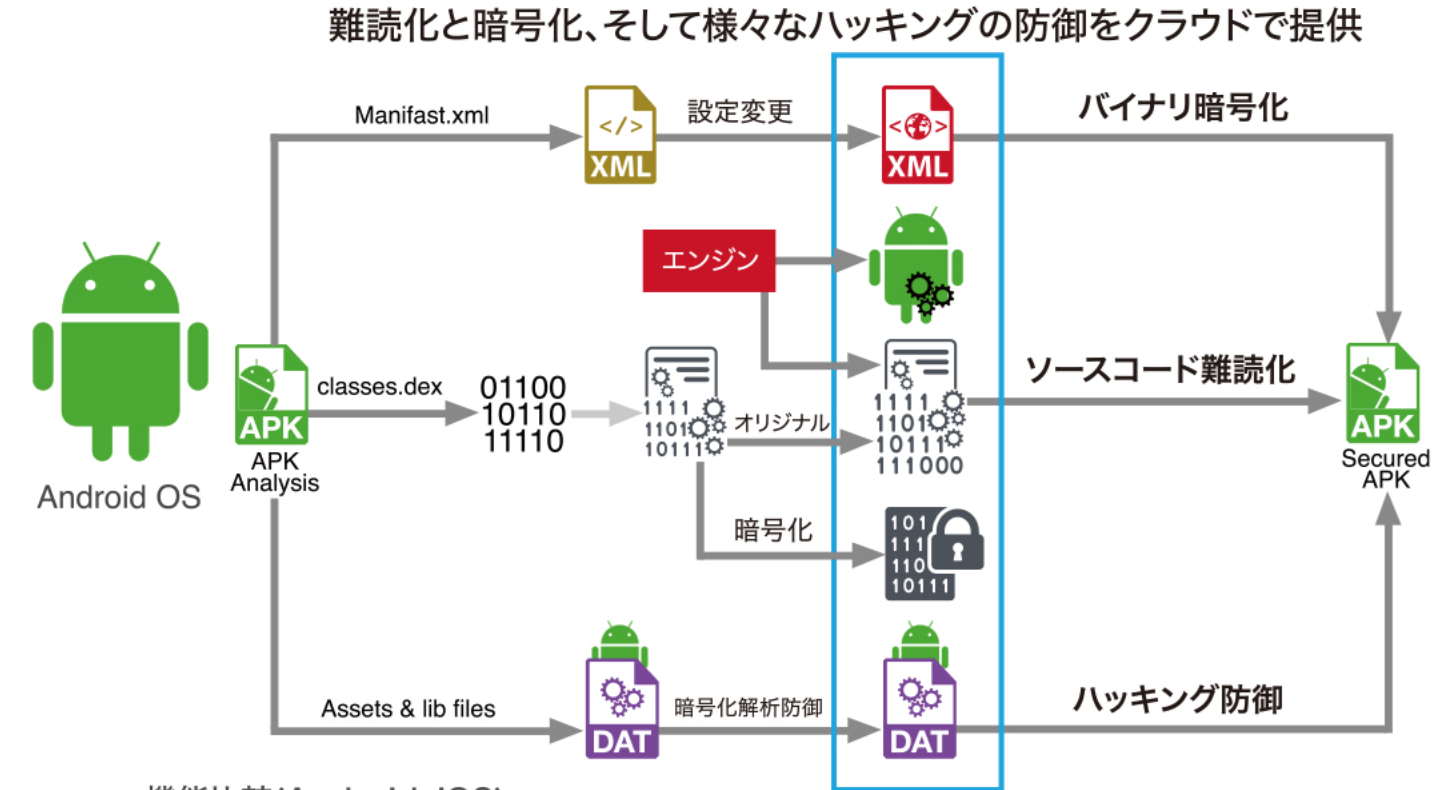 難読化と暗号化、そして様々なハッキングの防御をクラウドで提供
Manifast.xml
</>
XML
設定変更
< >
XML
バイナリ暗号化
エンジン
Android OS
APK
APK
Analysis
classes.dex
01100
10110
11110
1111
1101
10111
オリジナル
1111
1101
10111
111000
ソースコード難読化
APK
Secured
APK
暗号化
101
111
110
10111
Assets & lib files
DAT
暗号化解析防御
DAT
ハッキング防御